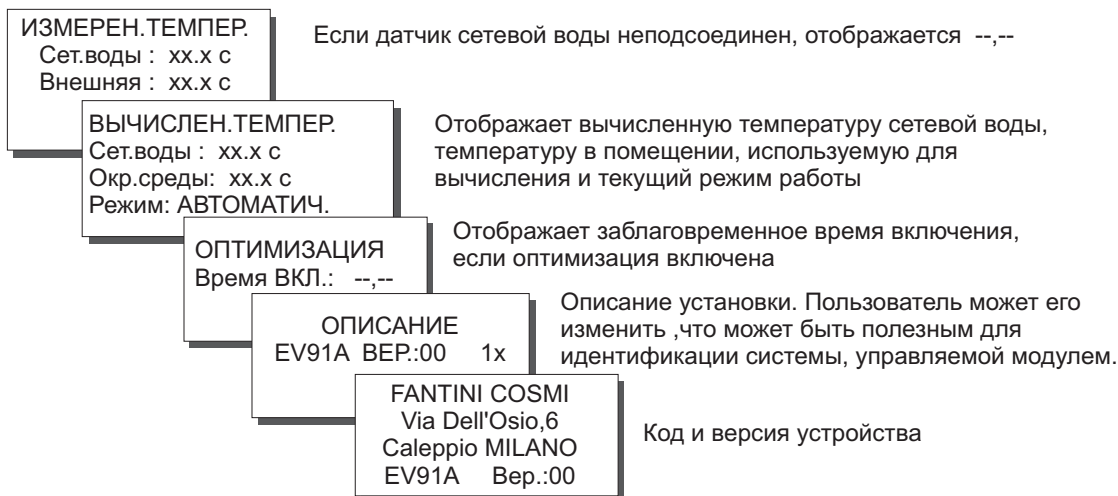 ИЗМЕРЕН.ТЕМПЕР.
Сет.воды : xx.x c
Внешняя : xx.x c
Если датчик сетевой воды неподсоединен, отображается --,--
ВЫЧИСЛЕН.ТЕМПЕР.
Сет.воды : xx.x c
Окр.среды: xx.x c
Режим: АВТОМАТИЧ.
Отображает вычисленную температуру сетевой воды,
температуру в помещении, используемую для
вычисления и текущий режим работы
ОПТИМИЗАЦИЯ
Время ВКЛ.: --,--
Отображает заблаговременное время включения,
если оптимизация включена
ОПИСАНИЕ
EV91A ВЕР.:00 1x
Описание установки. Пользователь может его
изменить ,что может быть полезным для
идентификации системы, управляемой модулем.
FANTINI COSMI
Via Dell'Osio,6
Caleppio MILANO
EV91A Вер.:00
Код и версия устройства